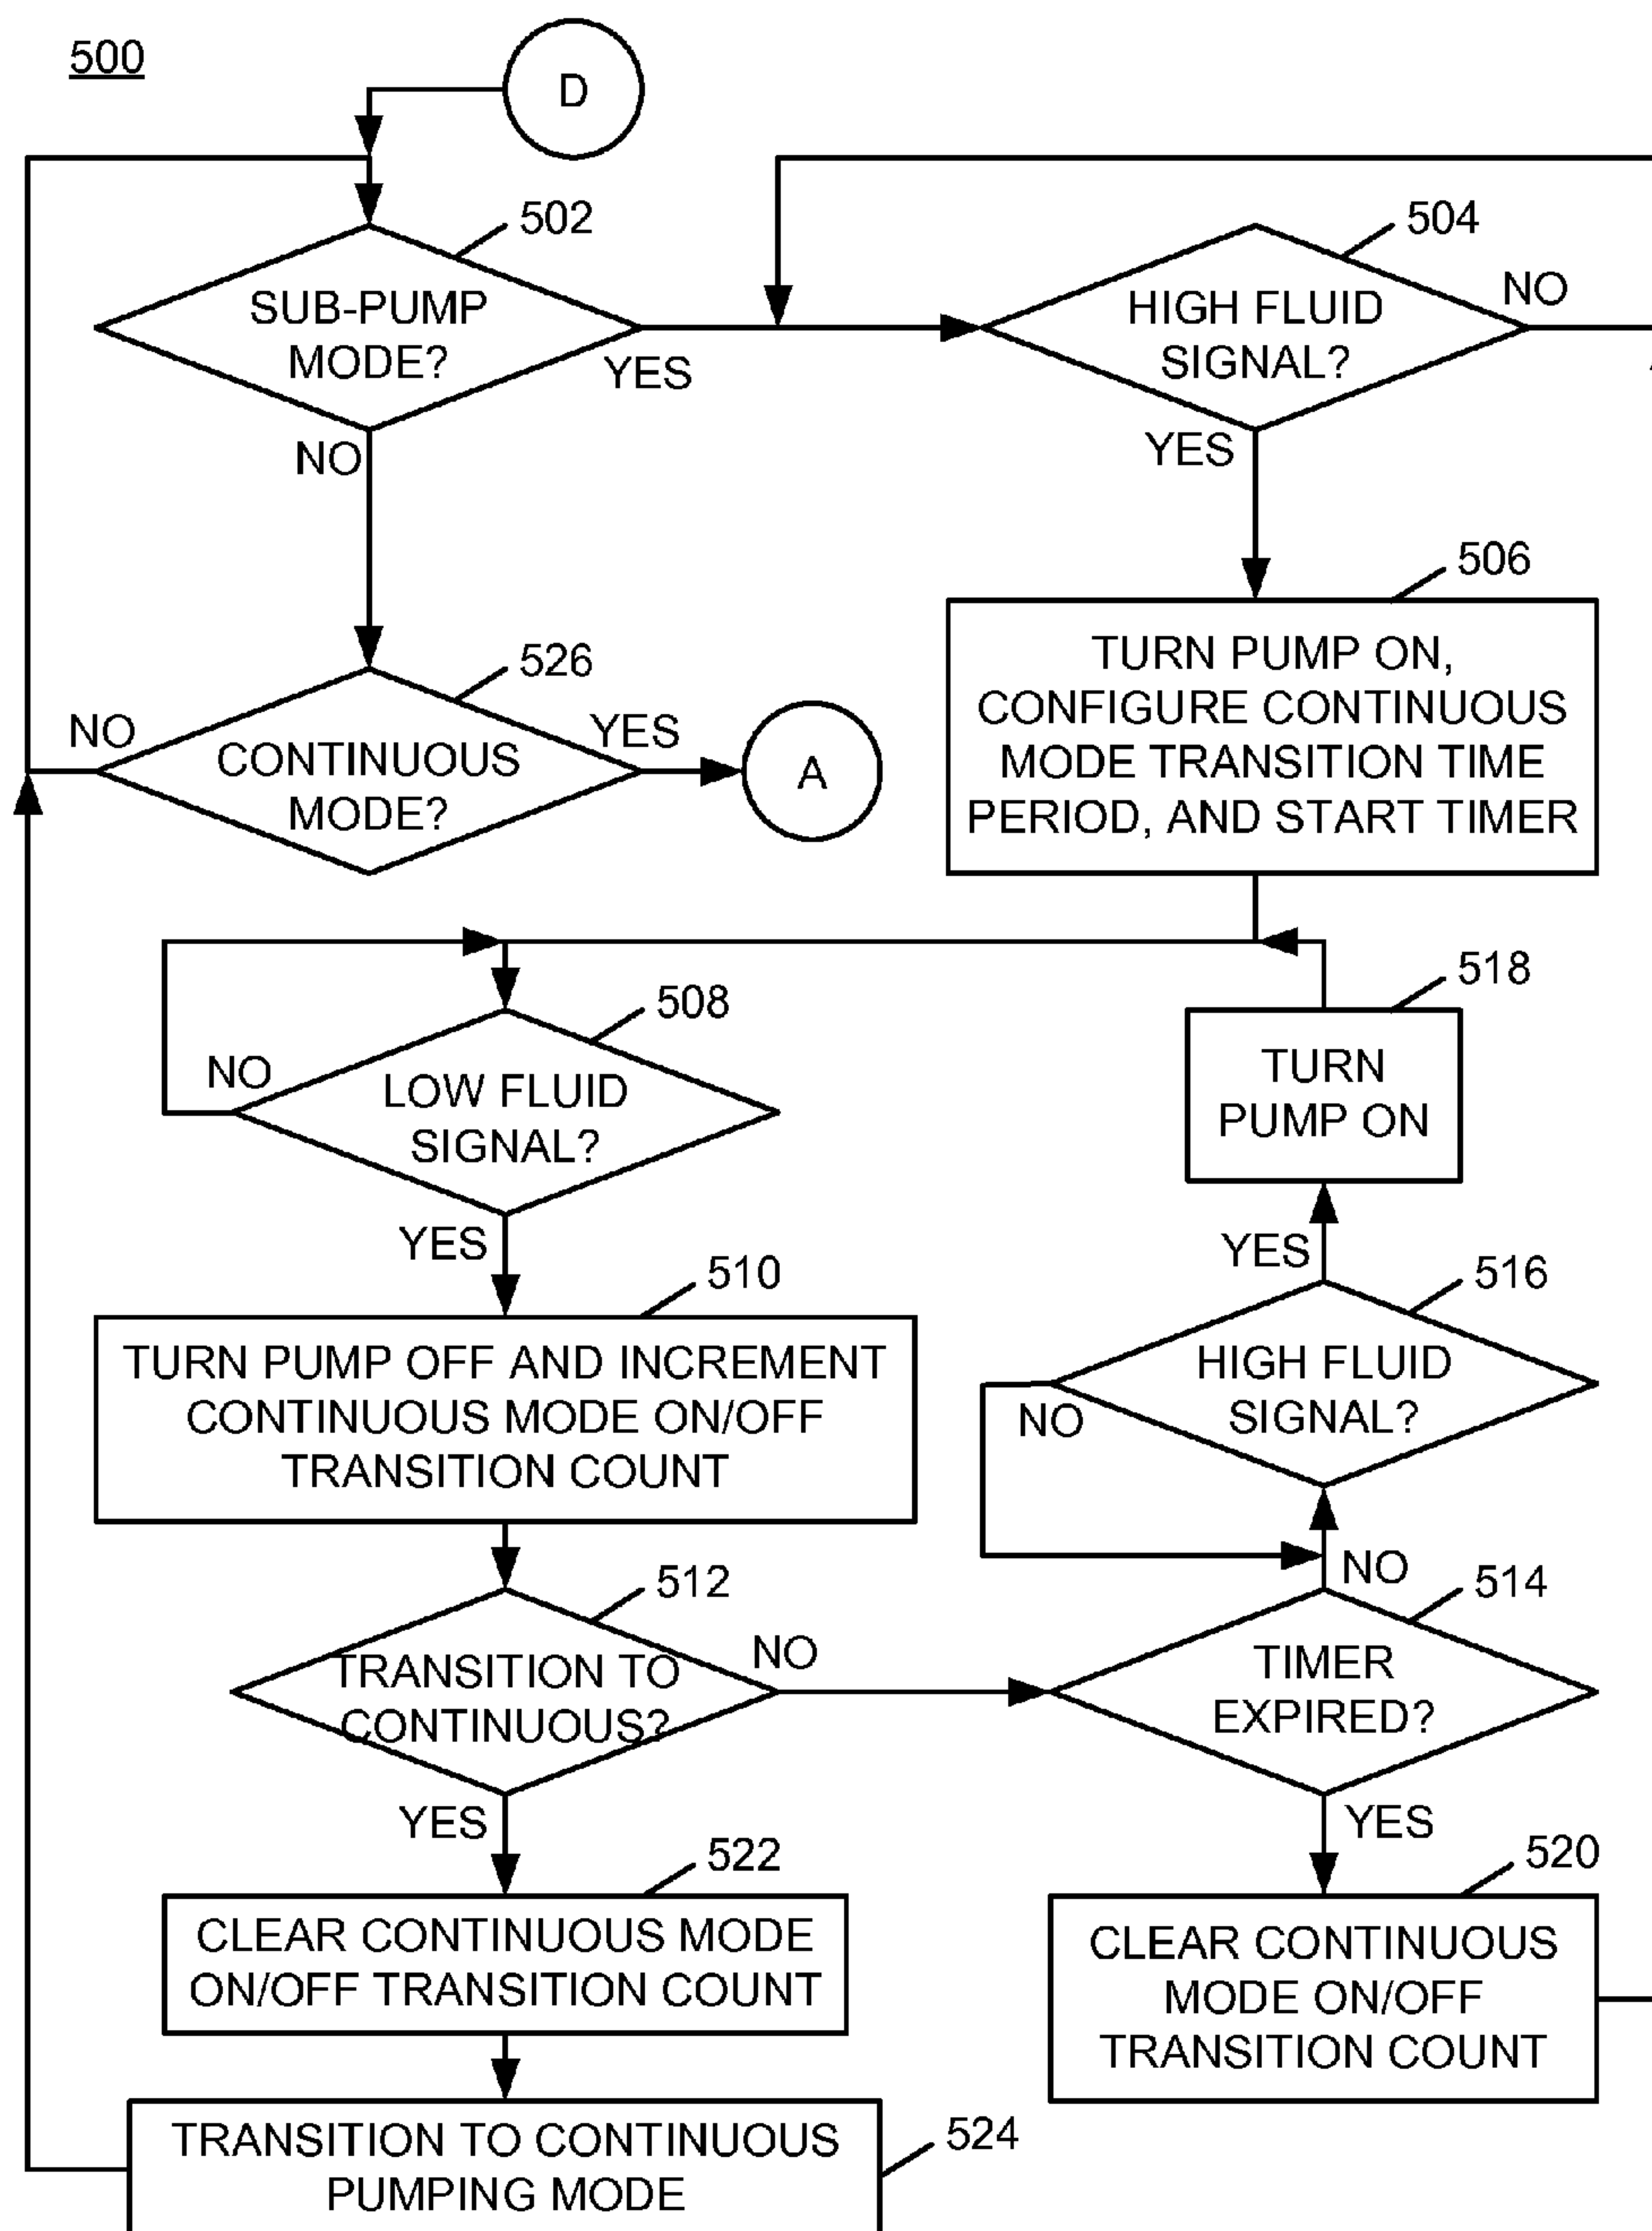 500
D
502
SUB-PUMP
MODE?
YES
NO
504
HIGH FLUID
SIGNAL?
NO
YES
506
TURN PUMP ON,
CONFIGURE CONTINUOUS
MODE TRANSITION TIME
PERIOD, AND START TIMER
526
CONTINUOUS
MODE?
NO
YES
A
508
LOW FLUID
SIGNAL?
NO
YES
518
TURN
PUMP ON
YES
516
HIGH FLUID
SIGNAL?
NO
510
TURN PUMP OFF AND INCREMENT
CONTINUOUS MODE ON/OFF
TRANSITION COUNT
512
TRANSITION TO
CONTINUOUS?
NO
YES
NO
514
TIMER
EXPIRED?
YES
522
CLEAR CONTINUOUS MODE
ON/OFF TRANSITION COUNT
520
CLEAR CONTINUOUS
MODE ON/OFF
TRANSITION COUNT
TRANSITION TO CONTINUOUS
PUMPING MODE
524